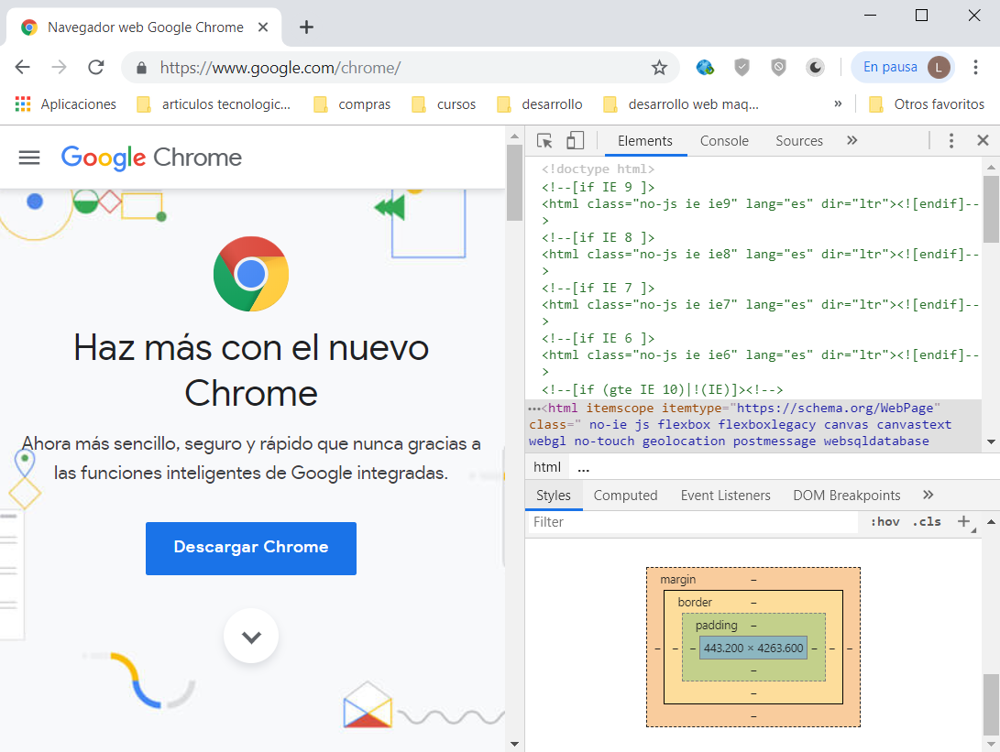 Navegador web Google Chrome
https://www.google.com/chrome/
En pausa L
Aplicaciones articulos tecnologic... compras cursos desarrollo desarrollo web maq... » Otros favoritos
Google Chrome
Haz más con el nuevo
Chrome
Ahora más sencillo, seguro y rápido que nunca gracias a
las funciones inteligentes de Google integradas.
Descargar Chrome
Elements Console Sources »
<!doctype html>
<!--[if IE 9 ]>
<html class="no-js ie ie9" lang="es" dir="ltr"><![endif]--
>
<!--[if IE 8 ]>
<html class="no-js ie ie8" lang="es" dir="ltr"><![endif]--
>
<!--[if IE 7 ]>
<html class="no-js ie ie7" lang="es" dir="ltr"><![endif]--
>
<!--[if IE 6 ]>
<html class="no-js ie ie6" lang="es" dir="ltr"><![endif]--
>
<!--[if (gte IE 10)|!(IE)]><!-->
…<html itemscope itemtype="https://schema.org/WebPage"
class=" no-ie js flexbox flexboxlegacy canvas canvastext
webgl no-touch geolocation postmessage websqldatabase
html ...
Styles Computed Event Listeners DOM Breakpoints »
Filter :hov .cls +
margin –
border –
padding –
– – – 443.200 × 4263.600 – – –
–
–
–